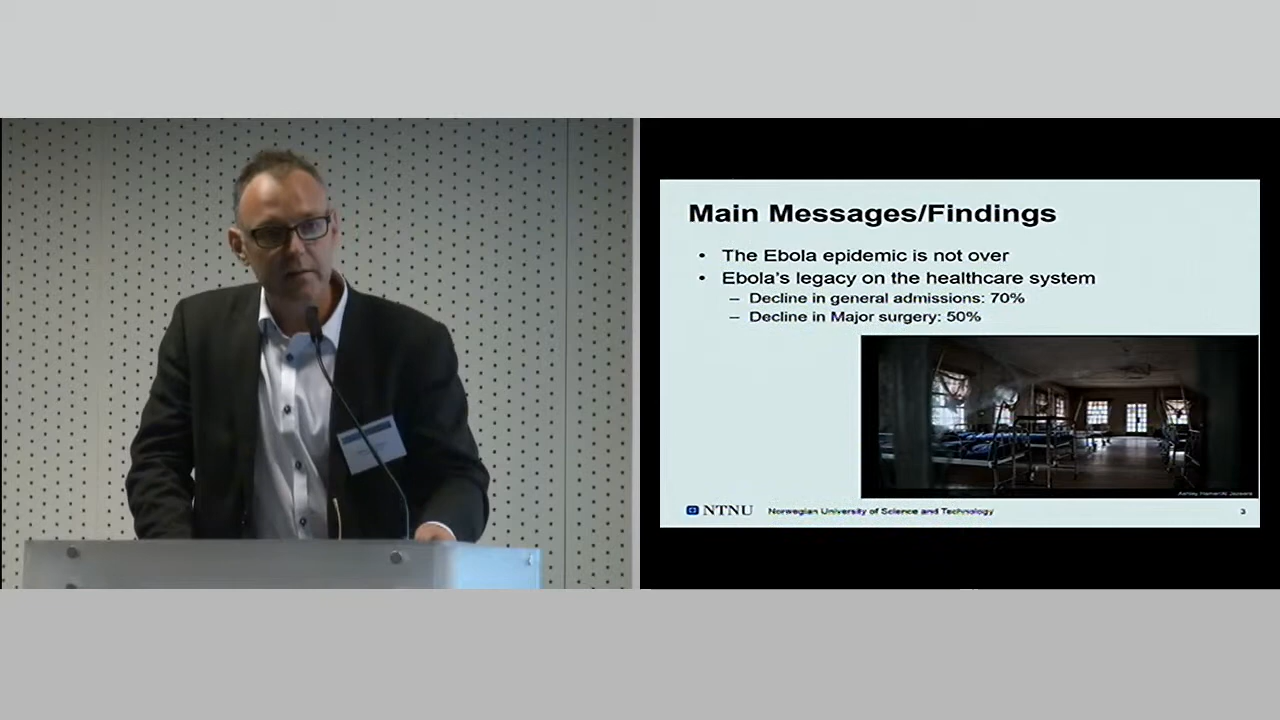 Main Messages/Findings
• The Ebola epidemic is not over
• Ebola's legacy on the healthcare system
– Decline in general admissions: 70%
– Decline in Major surgery: 50%
NTNU Norwegian University of Science and Technology 3